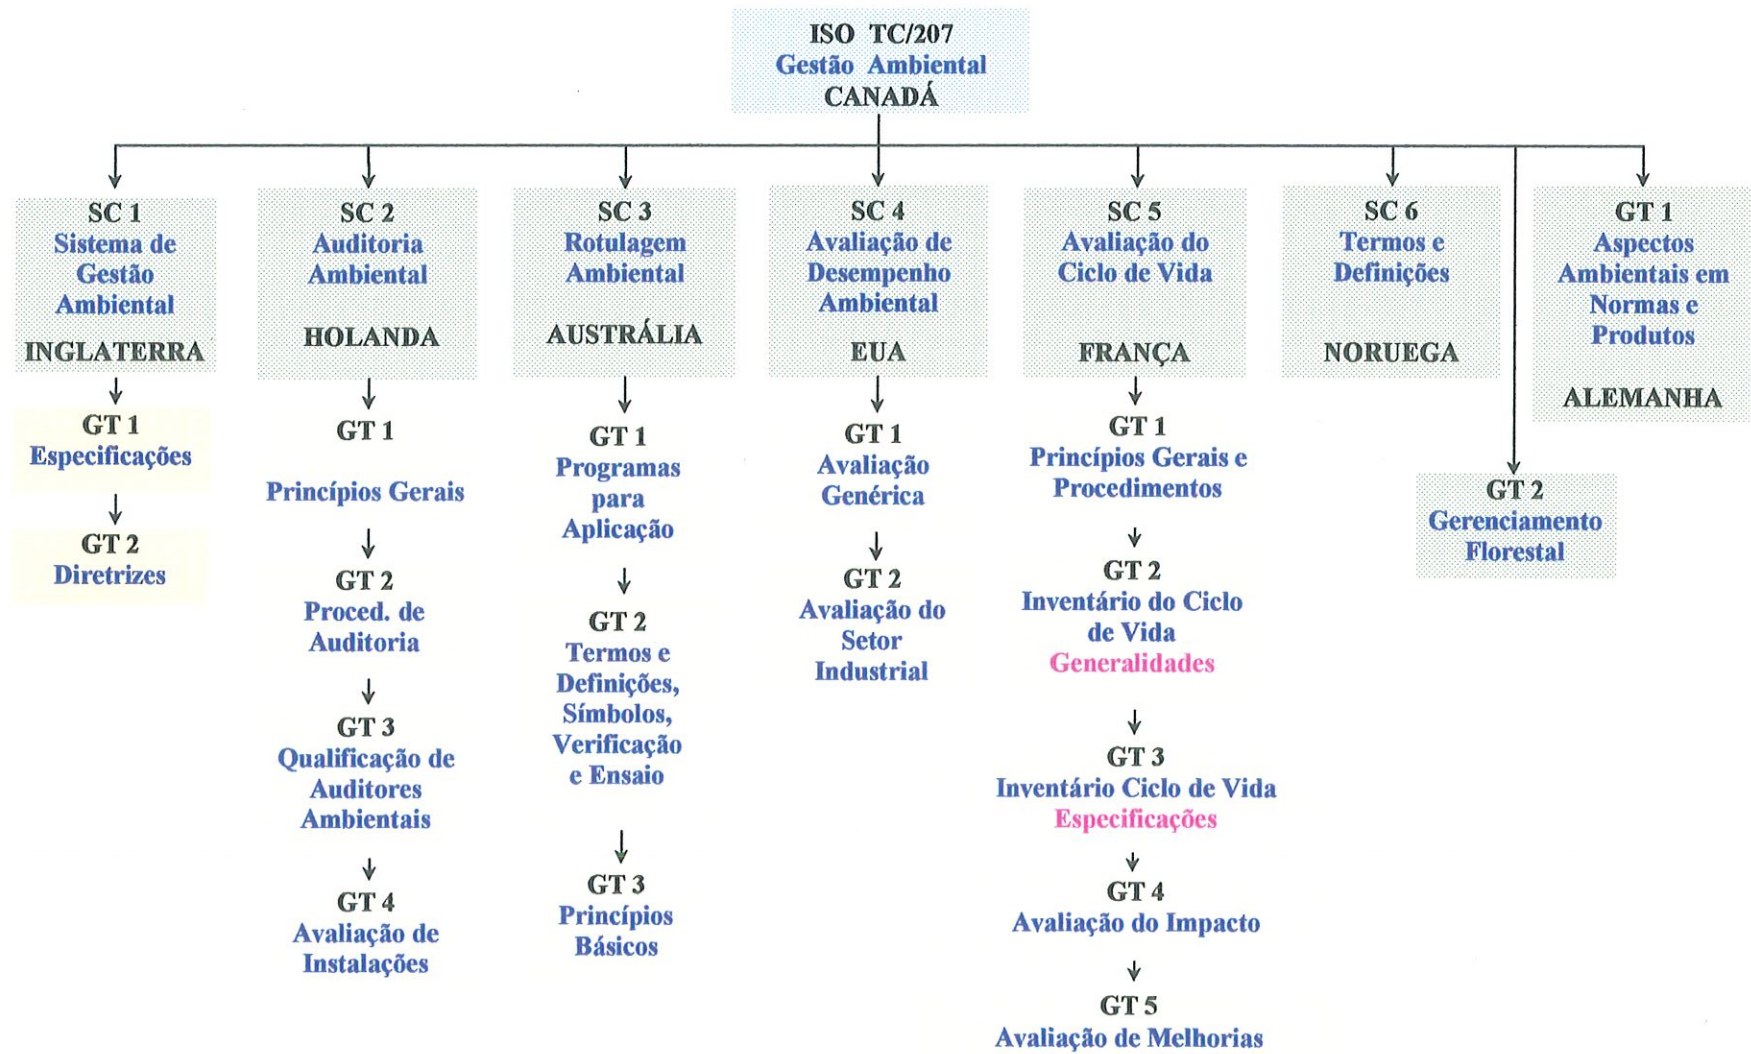 ISO TC/207
Gestão Ambiental
CANADÁ
SC 1
Sistema de
Gestão
Ambiental
INGLATERRA
GT 1
Especificações
GT 2
Diretrizes
SC 2
Auditoria
Ambiental
HOLANDA
GT 1
Princípios Gerais
GT 2
Proced. de
Auditoria
GT 3
Qualificação de
Auditores
Ambientais
GT 4
Avaliação de
Instalações
SC 3
Rotulagem
Ambiental
AUSTRÁLIA
GT 1
Programas
para
Aplicação
GT 2
Termos e
Definições,
Símbolos,
Verificação
e Ensaio
GT 3
Princípios
Básicos
SC 4
Avaliação de
Desempenho
Ambiental
EUA
GT 1
Avaliação
Genérica
GT 2
Avaliação do
Setor
Industrial
SC 5
Avaliação do
Ciclo de Vida
FRANÇA
GT 1
Princípios Gerais e
Procedimentos
GT 2
Inventário do Ciclo
de Vida
Generalidades
GT 3
Inventário Ciclo de Vida
Especificações
GT 4
Avaliação do Impacto
GT 5
Avaliação de Melhorias
SC 6
Termos e
Definições
NORUEGA
GT 2
Gerenciamento
Florestal
GT 1
Aspectos
Ambientais em
Normas e
Produtos
ALEMANHA